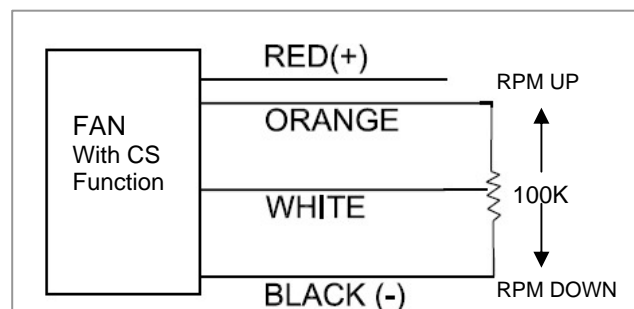 RED(+)
RPM UP
ORANGE
FAN
With CS
Function
100K
WHITE
BLACK (-)
RPM DOWN